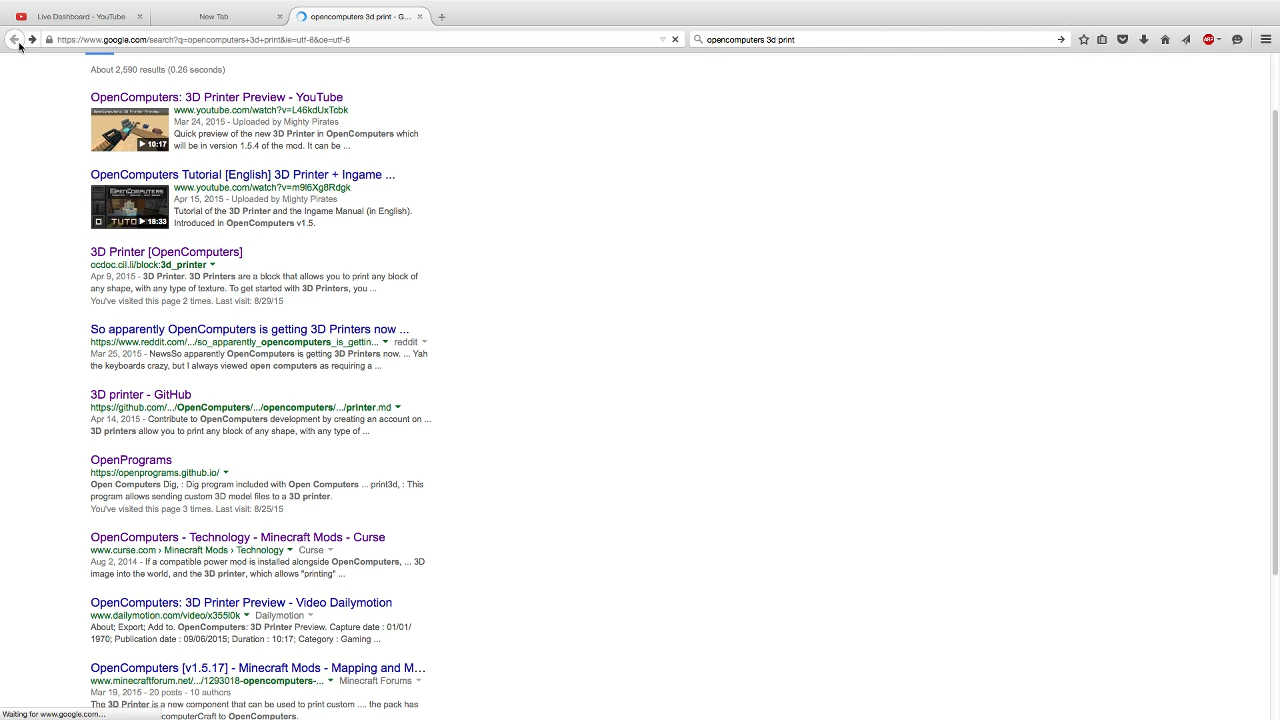 Live Dashboard - YouTube
New Tab
opencomputers 3d print - G...
https://www.google.com/search?q=opencomputers+3d+print&ie=utf-8&oe=utf-8
opencomputers 3d print
ABP
About 2,590 results (0.26 seconds)
OpenComputers: 3D Printer Preview - YouTube
www.youtube.com/watch?v=L46kdUxTcbk
Mar 24, 2015 - Uploaded by Mighty Pirates
Quick preview of the new 3D Printer in OpenComputers which
will be in version 1.5.4 of the mod. It can be ...
10:17
OpenComputers Tutorial [English] 3D Printer + Ingame ...
www.youtube.com/watch?v=m9l6Xg8Rdgk
Apr 15, 2015 - Uploaded by Mighty Pirates
Tutorial of the 3D Printer and the Ingame Manual (in English).
Introduced in OpenComputers v1.5.
TUTO
18:33
3D Printer [OpenComputers]
ocdoc.cil.li/block:3d_printer
Apr 9, 2015 - 3D Printer. 3D Printers are a block that allows you to print any block of
any shape, with any type of texture. To get started with 3D Printers, you ...
You've visited this page 2 times. Last visit: 8/29/15
So apparently OpenComputers is getting 3D Printers now ...
https://www.reddit.com/.../so_apparently_opencomputers_is_gettin... reddit
Mar 25, 2015 - NewsSo apparently OpenComputers is getting 3D Printers now. ... Yah
the keyboards crazy, but I always viewed open computers as requiring a ...
3D printer - GitHub
https://github.com/.../OpenComputers/.../opencomputers/.../printer.md
Apr 14, 2015 - Contribute to OpenComputers development by creating an account on ...
3D printers allow you to print any block of any shape, with any type of ...
OpenPrograms
https://openprograms.github.io/
Open Computers Dig, : Dig program included with Open Computers ... print3d, : This
program allows sending custom 3D model files to a 3D printer.
You've visited this page 3 times. Last visit: 8/25/15
OpenComputers - Technology - Minecraft Mods - Curse
www.curse.com › Minecraft Mods › Technology Curse
Aug 2, 2014 - If a compatible power mod is installed alongside OpenComputers, ... 3D
image into the world, and the 3D printer, which allows "printing" ...
OpenComputers: 3D Printer Preview - Video Dailymotion
www.dailymotion.com/video/x355l0k Dailymotion
About; Export; Add to. OpenComputers: 3D Printer Preview. Capture date : 01/01/
1970; Publication date : 09/06/2015; Duration : 10:17; Category : Gaming ...
OpenComputers [v1.5.17] - Minecraft Mods - Mapping and M...
www.minecraftforum.net/.../1293018-opencomputers-... Minecraft Forums
Mar 19, 2015 - 20 posts - 10 authors
The 3D Printer is a new component that can be used to print custom .... the pack has
computerCraft to OpenComputers.
Waiting for www.google.com...